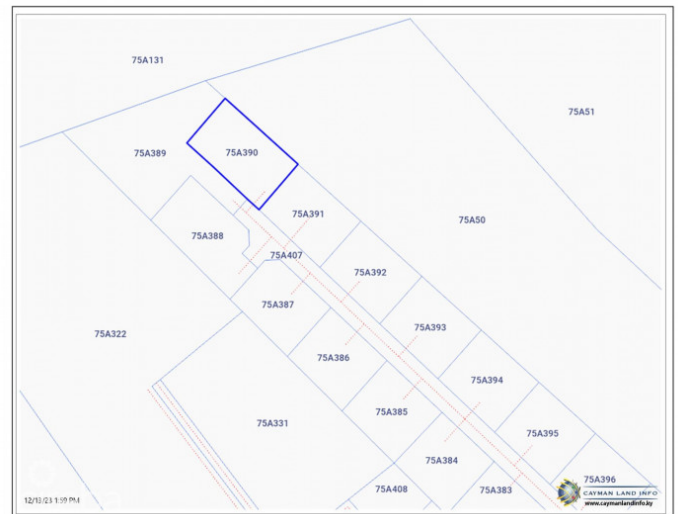 75A131
75A51
75A389
75A390
75A391
75A50
75A388
75A407
75A392
75A387
75A393
75A322
75A386
75A394
75A385
75A331
75A395
75A384
75A396
75A408
75A383
12/13/23 1:59 PM
CAYMAN LAND INFO
www.caymanlandinfo.ky